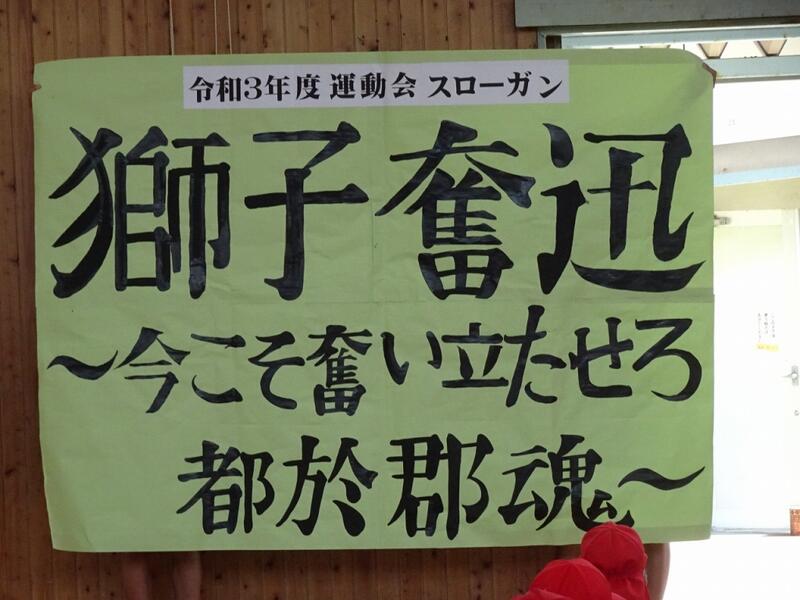 令和3年度 運動会 スローガン
獅子奮迅
～今こそ奮い立たせろ
都於郡魂～